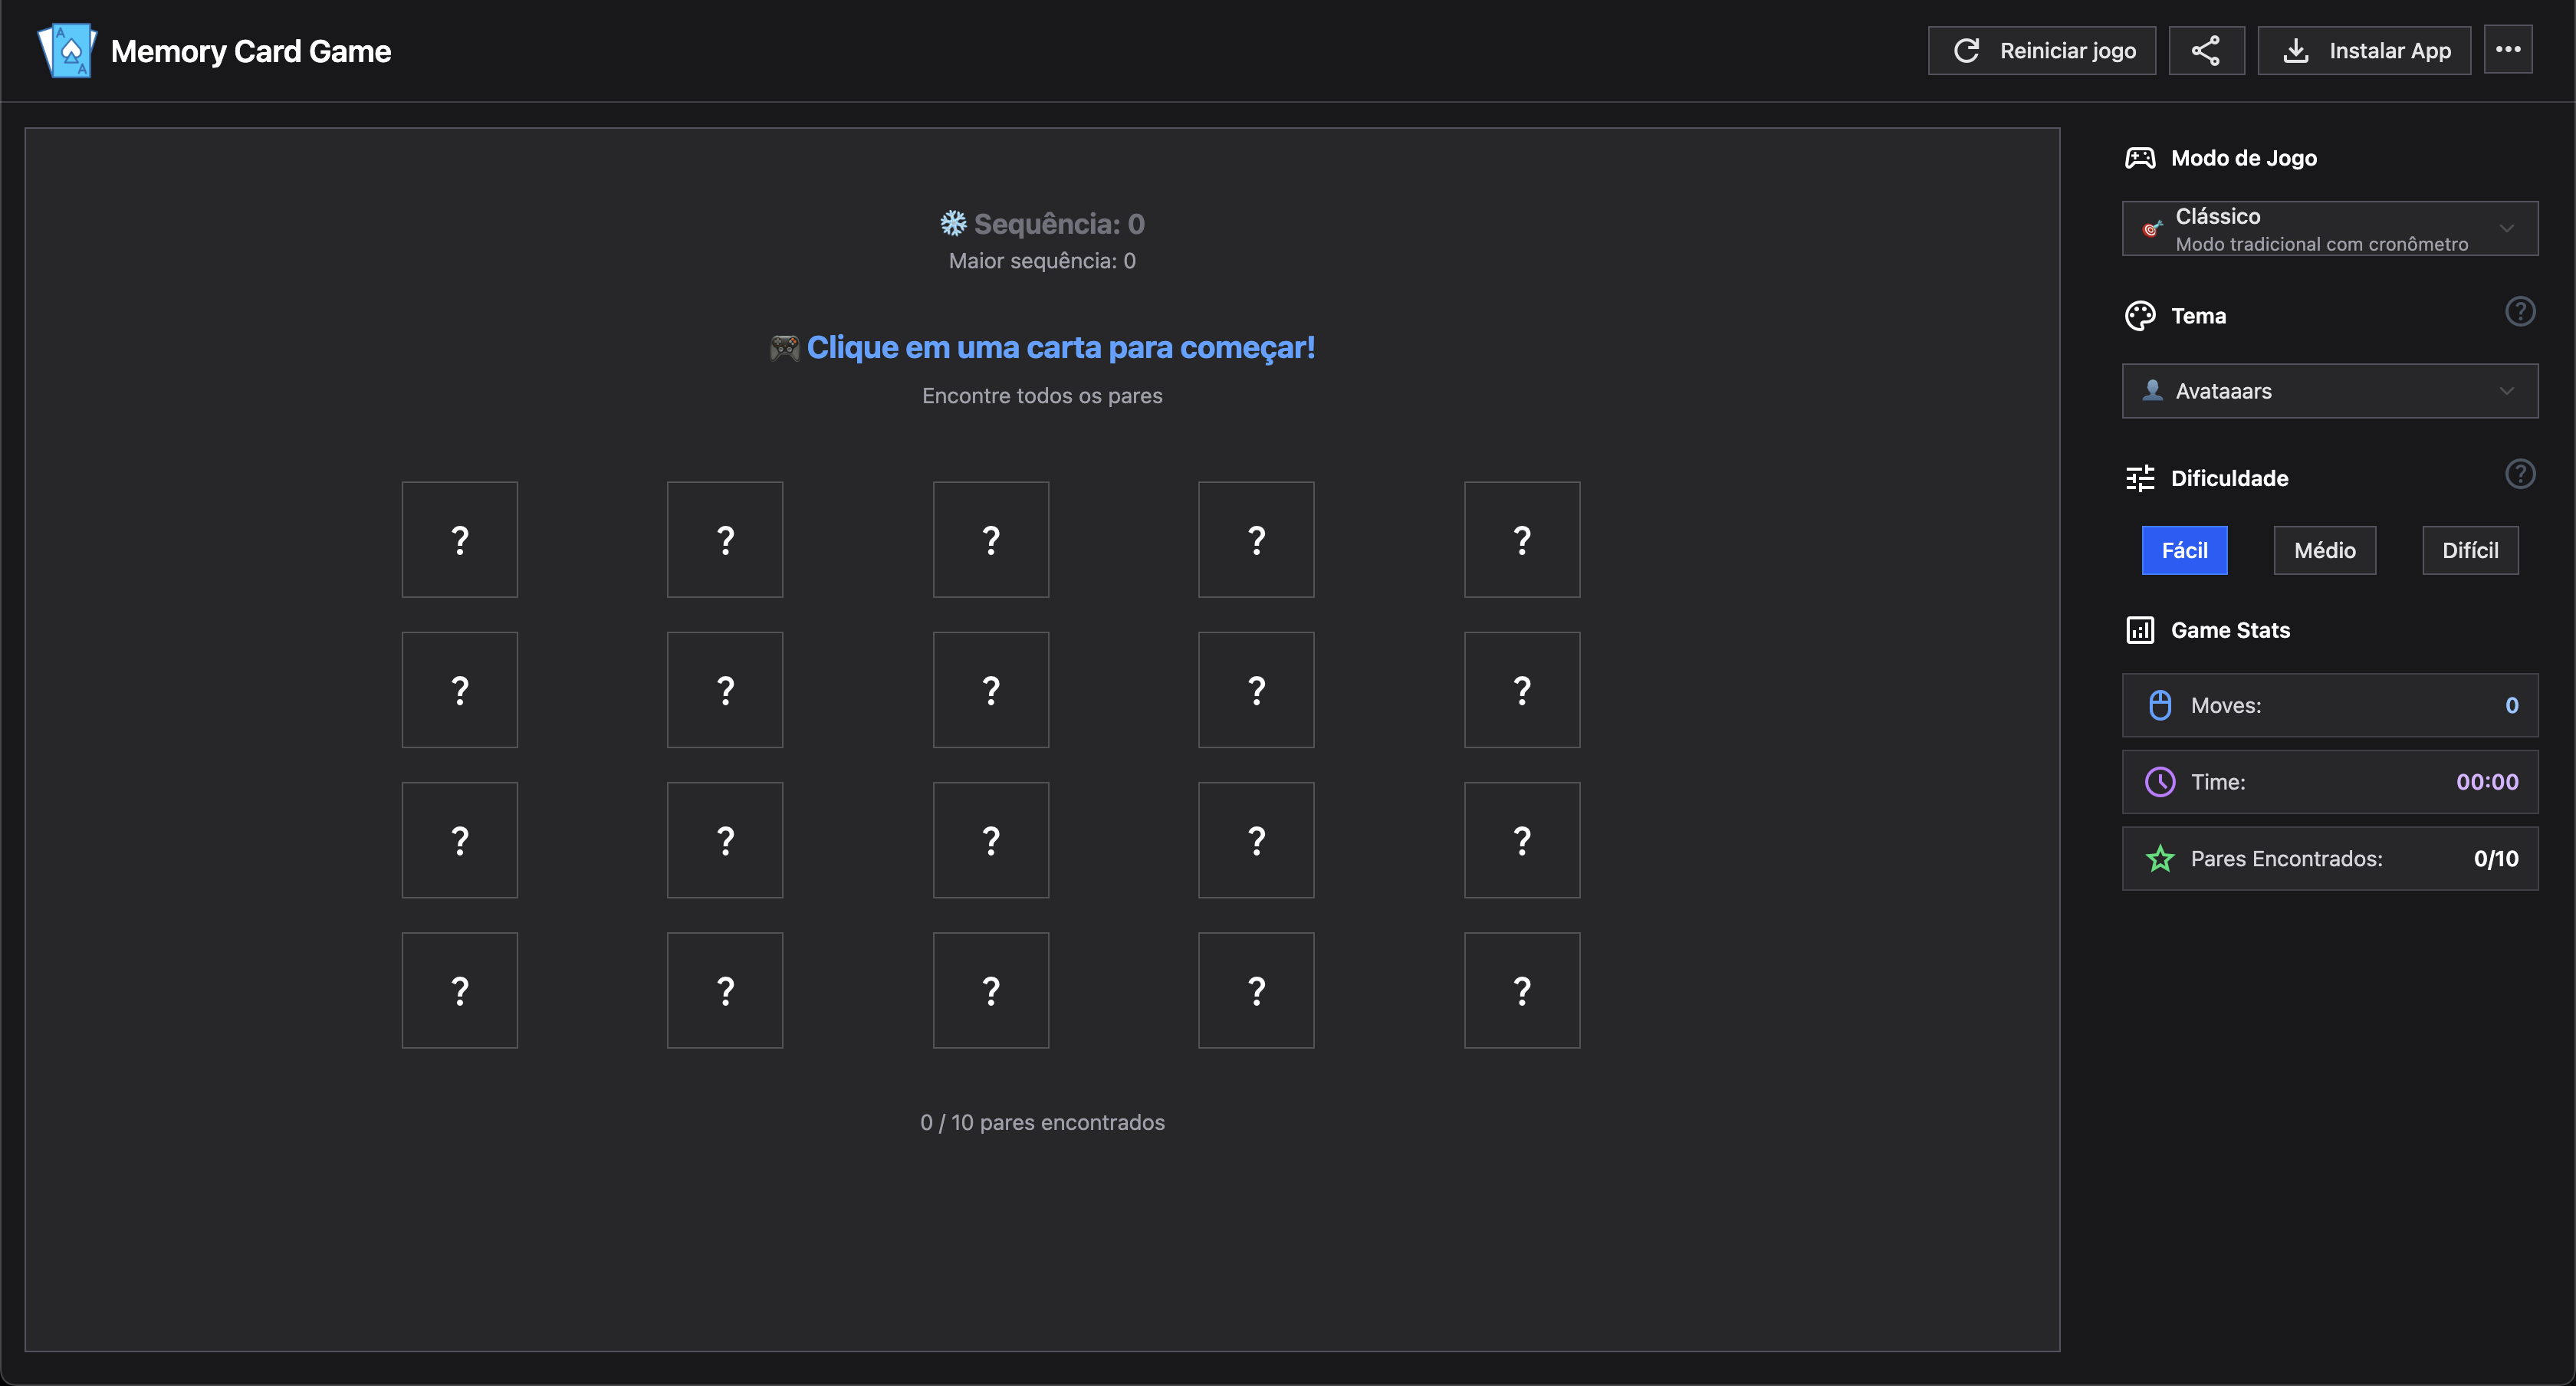 Memory Card Game
Reiniciar jogo
Instalar App
Sequência: 0
Maior sequência: 0
Clique em uma carta para começar!
Encontre todos os pares
? ? ? ? ?
? ? ? ? ?
? ? ? ? ?
? ? ? ? ?
0 / 10 pares encontrados
Modo de Jogo
Clássico
Modo tradicional com cronômetro
Tema
?
Avataaars
Dificuldade
?
Fácil Médio Difícil
Game Stats
Moves: 0
Time: 00:00
Pares Encontrados: 0/10